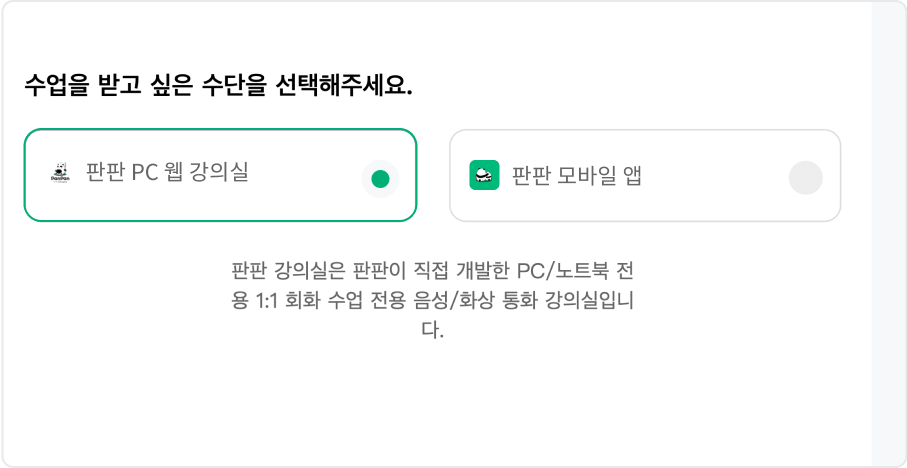 수업을 받고 싶은 수단을 선택해주세요.
판판 PC 웹 강의실
판판 모바일 앱
판판 강의실은 판판이 직접 개발한 PC/노트북 전
용 1:1 회화 수업 전용 음성/화상 통화 강의실입니
다.